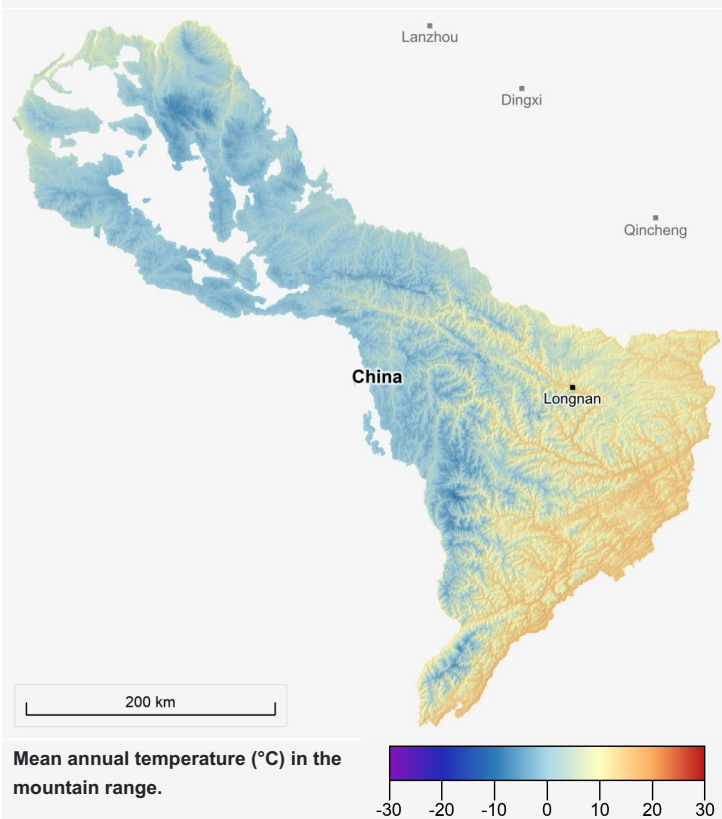 Lanzhou
Dingxi
Qincheng
China
Longnan
200 km
Mean annual temperature (°C) in the
mountain range.
-30 -20 -10 0 10 20 30